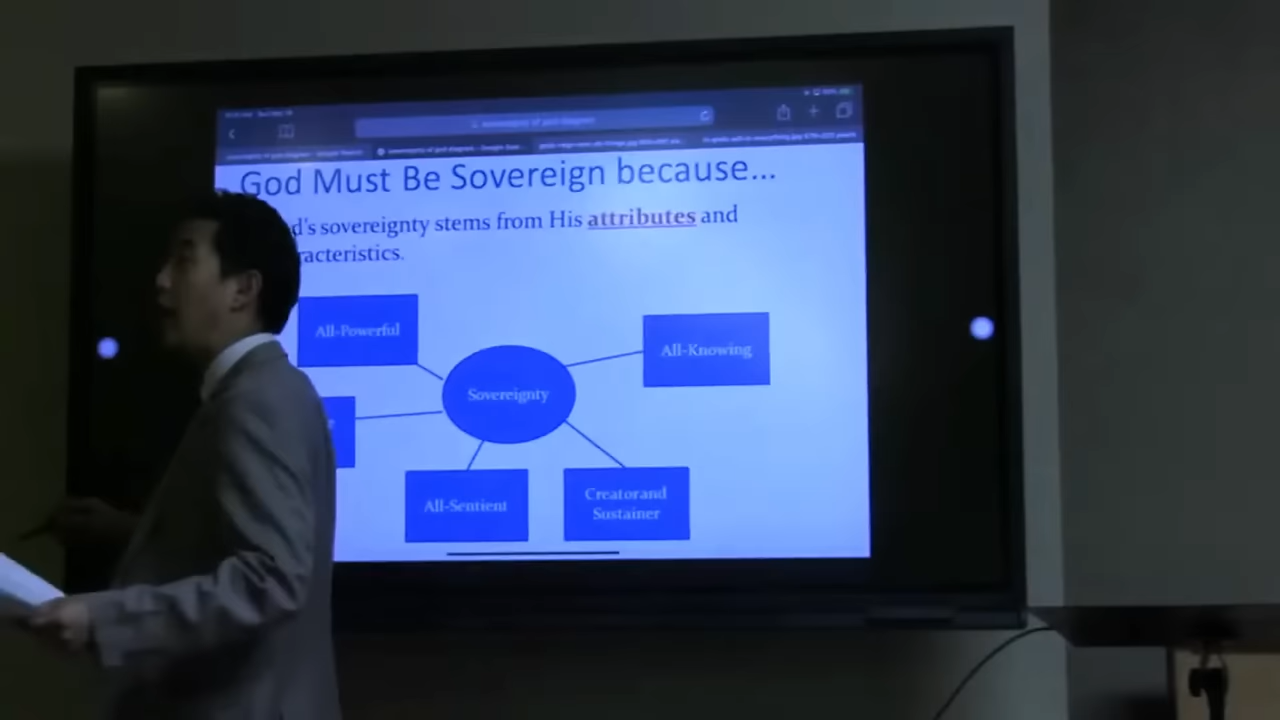 God Must Be Sovereign because...
d's sovereignty stems from His attributes and
racteristics.
All-Powerful
All-Knowing
Sovereignty
All-Sentient
Creatorand
Sustainer